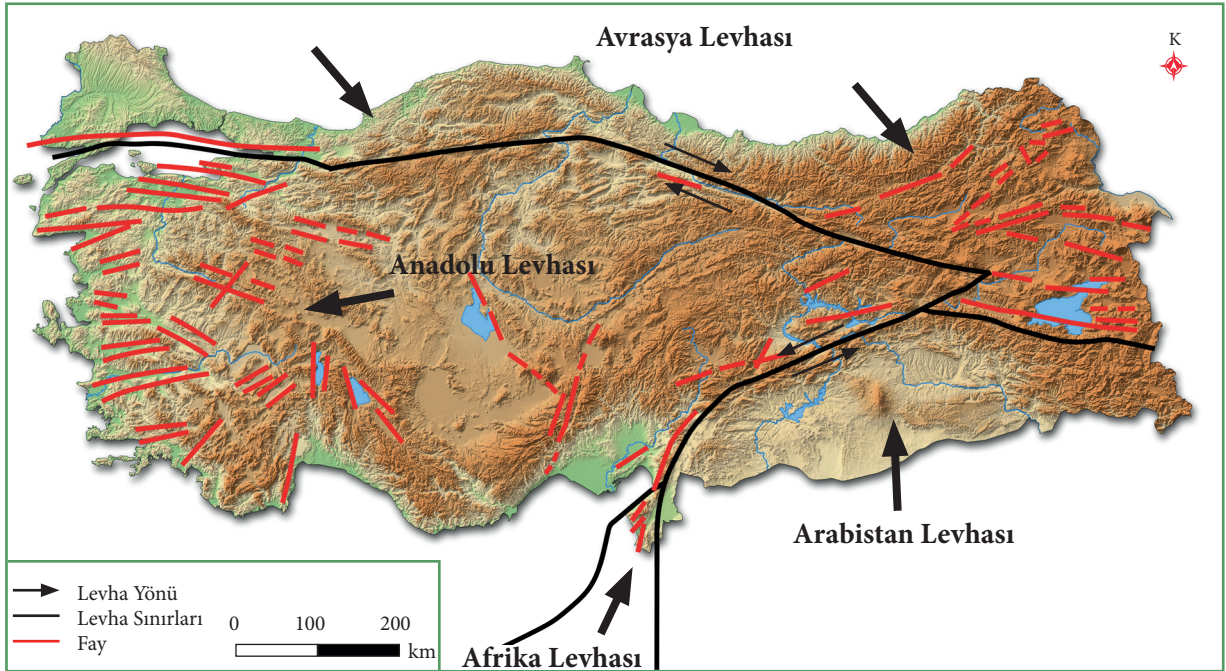 Avrasya Levhası
K
Anadolu Levhası
Arabistan Levhası
Afrika Levhası
Levha Yönü
Levha Sınırları
Fay
0 100 200
km